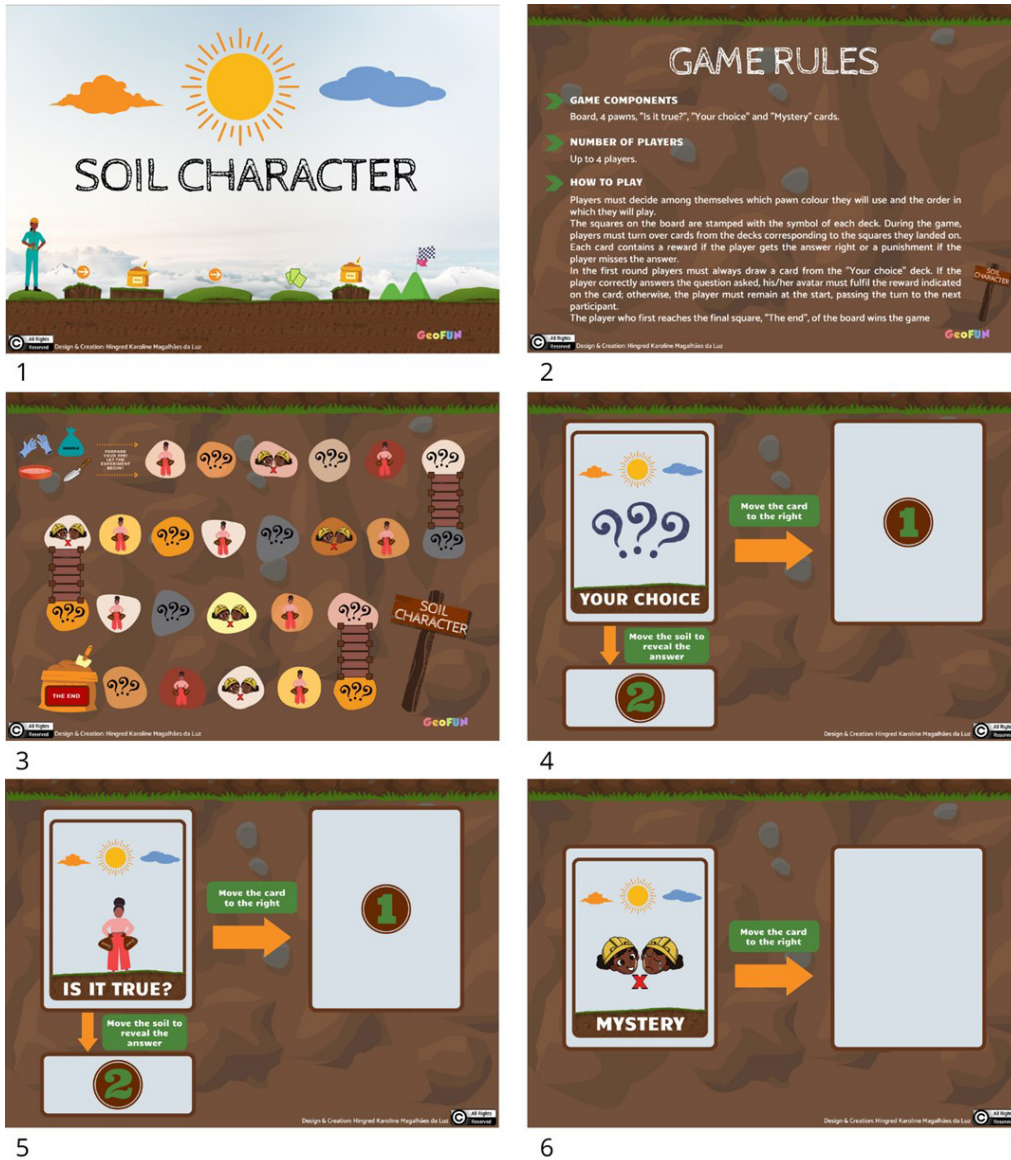 SOIL CHARACTER
GeoFUN
All Rights
Reserved
Design & Creation: Hingred Karoline Magalhães da Luz
1
GAME RULES
GAME COMPONENTS
Board, 4 pawns, "Is it true?", "Your choice" and "Mystery" cards.
NUMBER OF PLAYERS
Up to 4 players.
HOW TO PLAY
Players must decide among themselves which pawn colour they will use and the order in
which they will play.
The squares on the board are stamped with the symbol of each deck. During the game,
players must turn over cards from the decks corresponding to the squares they landed on.
Each card contains a reward if the player gets the answer right or a punishment if the
player misses the answer.
In the first round players must always draw a card from the "Your choice" deck. If the
player correctly answers the question asked, his/her avatar must fulfil the reward indicated
on the card; otherwise, the player must remain at the start, passing the turn to the next
participant.
The player who first reaches the final square, "The end", of the board wins the game
SOIL
CHARACTER
GeoFUN
All Rights
Reserved
Design & Creation: Hingred Karoline Magalhães da Luz
2
PREPARE
YOUR PPE!
LET THE
EXPERIMENT
BEGIN!
???
???
???
???
???
???
???
???
???
SOIL
CHARACTER
THE END
???
???
GeoFUN
All Rights
Reserved
Design & Creation: Hingred Karoline Magalhães da Luz
3
???
YOUR CHOICE
Move the card
to the right
1
Move the soil to
reveal the
answer
2
Design & Creation: Hingred Karoline Magalhães da Luz
All Rights
Reserved
4
IS IT TRUE?
Move the card
to the right
1
Move the soil to
reveal the
answer
2
Design & Creation: Hingred Karoline Magalhães da Luz
All Rights
Reserved
5
X
MYSTERY
Move the card
to the right
Design & Creation: Hingred Karoline Magalhães da Luz
All Rights
Reserved
6